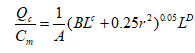 Q_c/C_m = 1/A (BL^c + 0.25r^2)^0.05 L^D